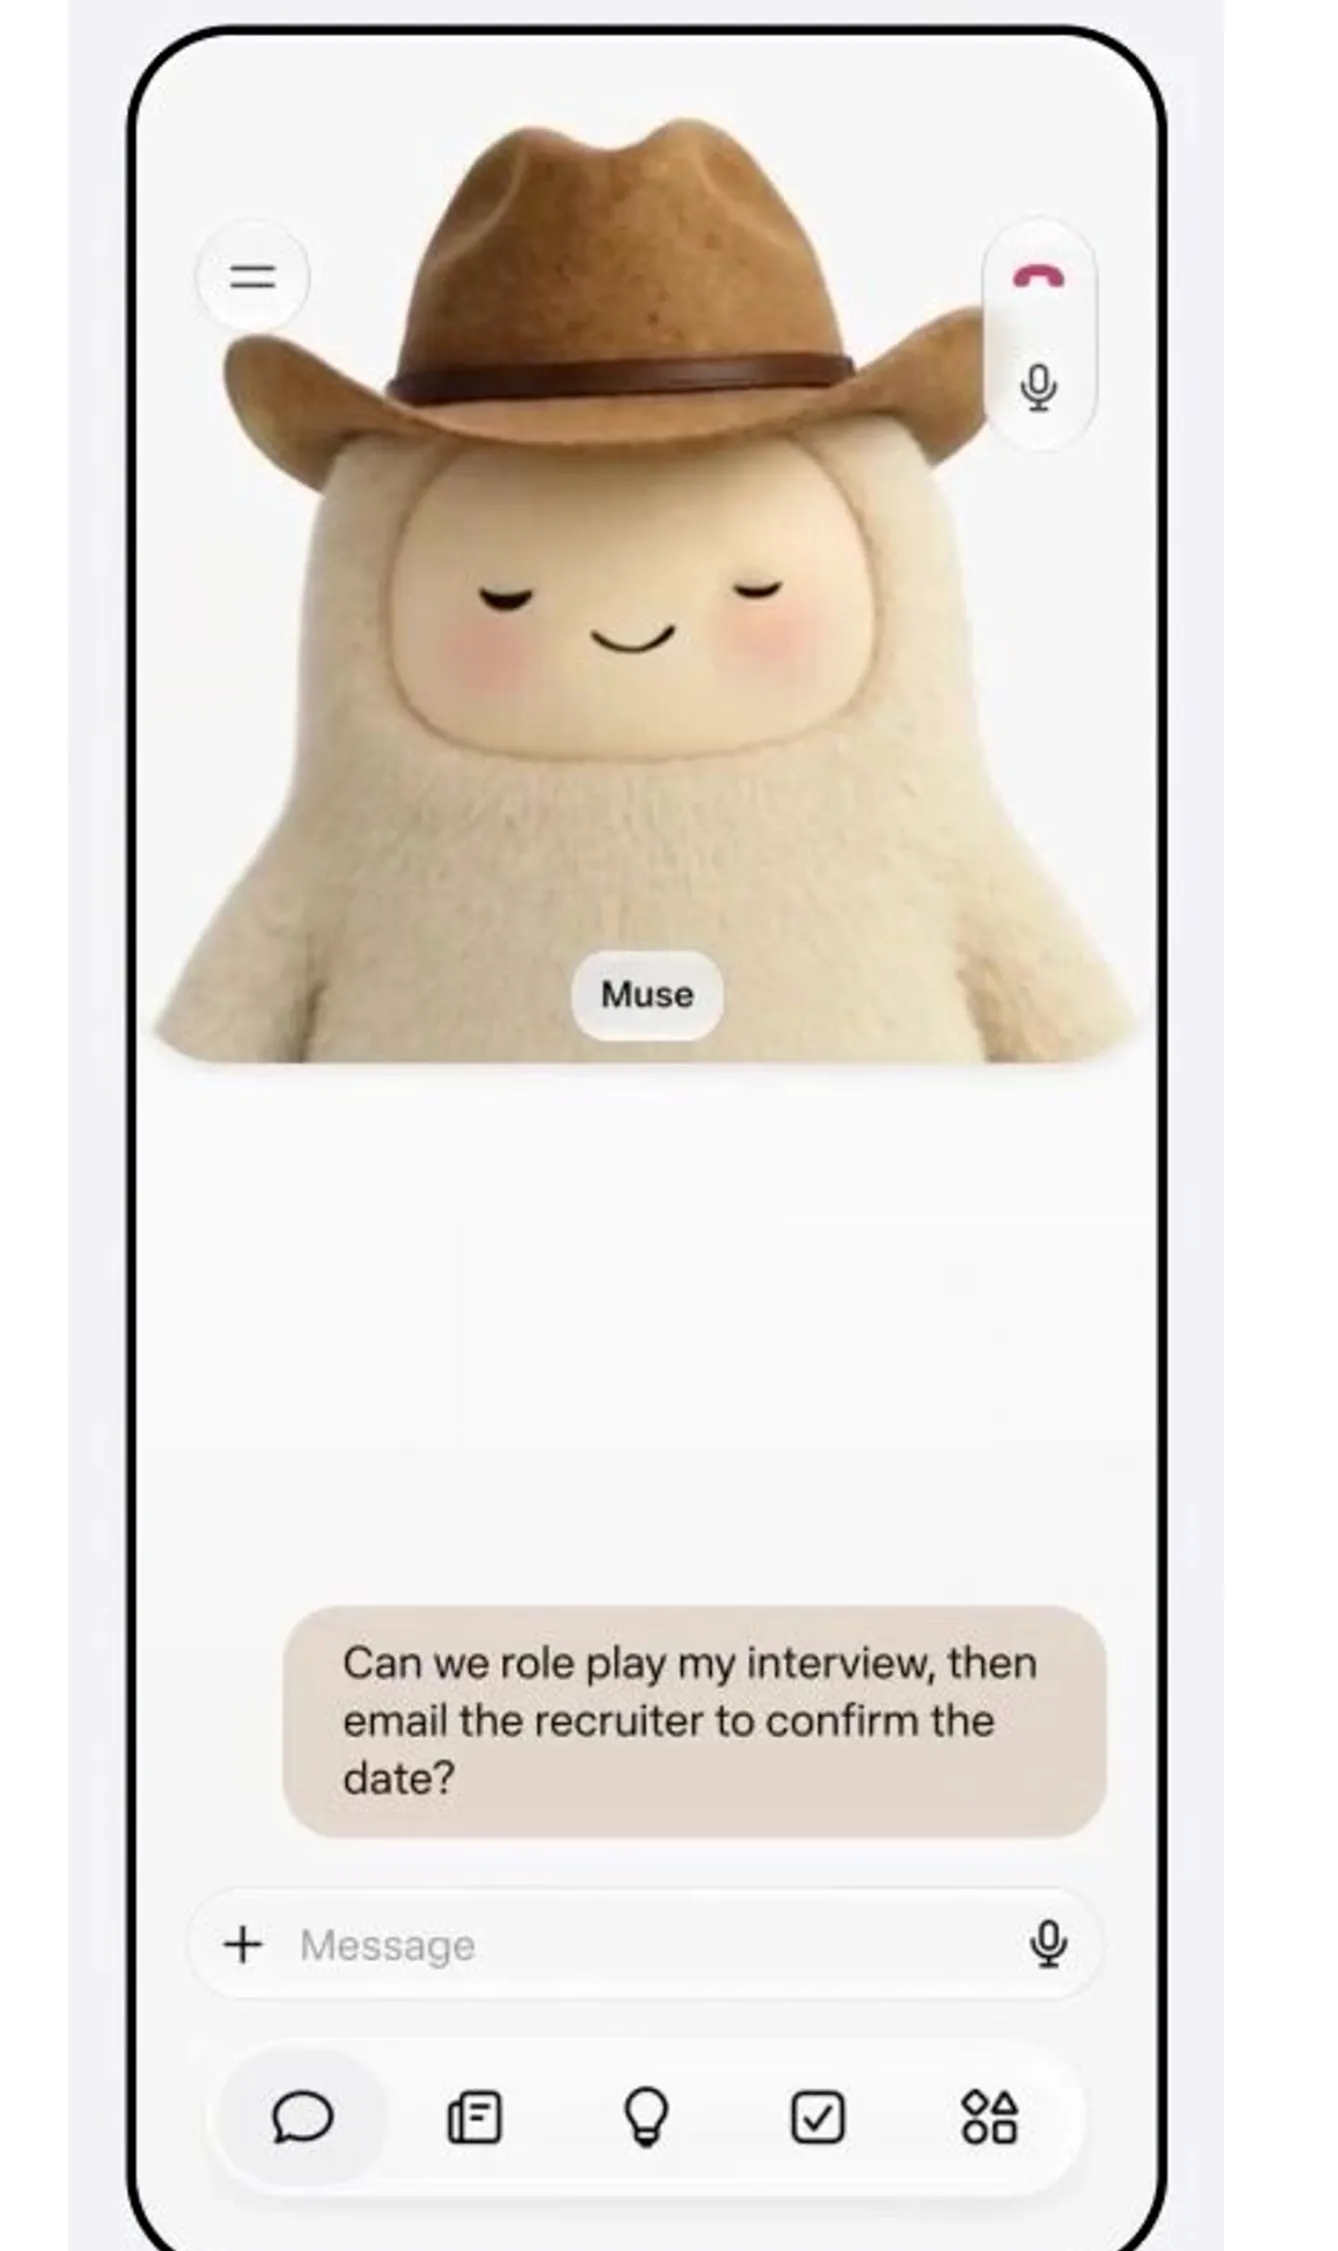 Muse
Can we role play my interview, then
email the recruiter to confirm the
date?
Message